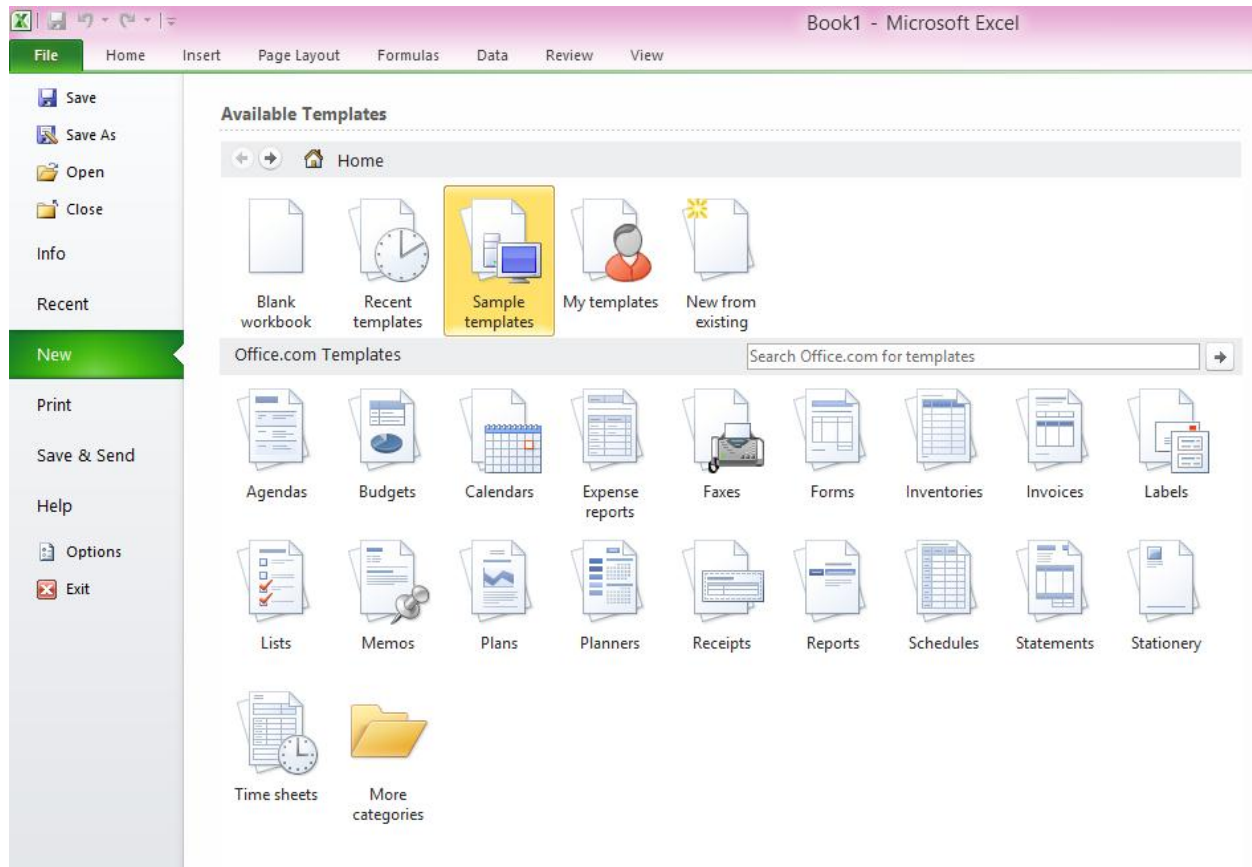 Book1 - Microsoft Excel
File Home Insert Page Layout Formulas Data Review View
Save
Save As
Open
Close
Info
Recent
New
Print
Save & Send
Help
Options
Exit
Available Templates
Home
Blank workbook
Recent templates
Sample templates
My templates
New from existing
Office.com Templates
Search Office.com for templates
Agendas
Budgets
Calendars
Expense reports
Faxes
Forms
Inventories
Invoices
Labels
Lists
Memos
Plans
Planners
Receipts
Reports
Schedules
Statements
Stationery
Time sheets
More categories